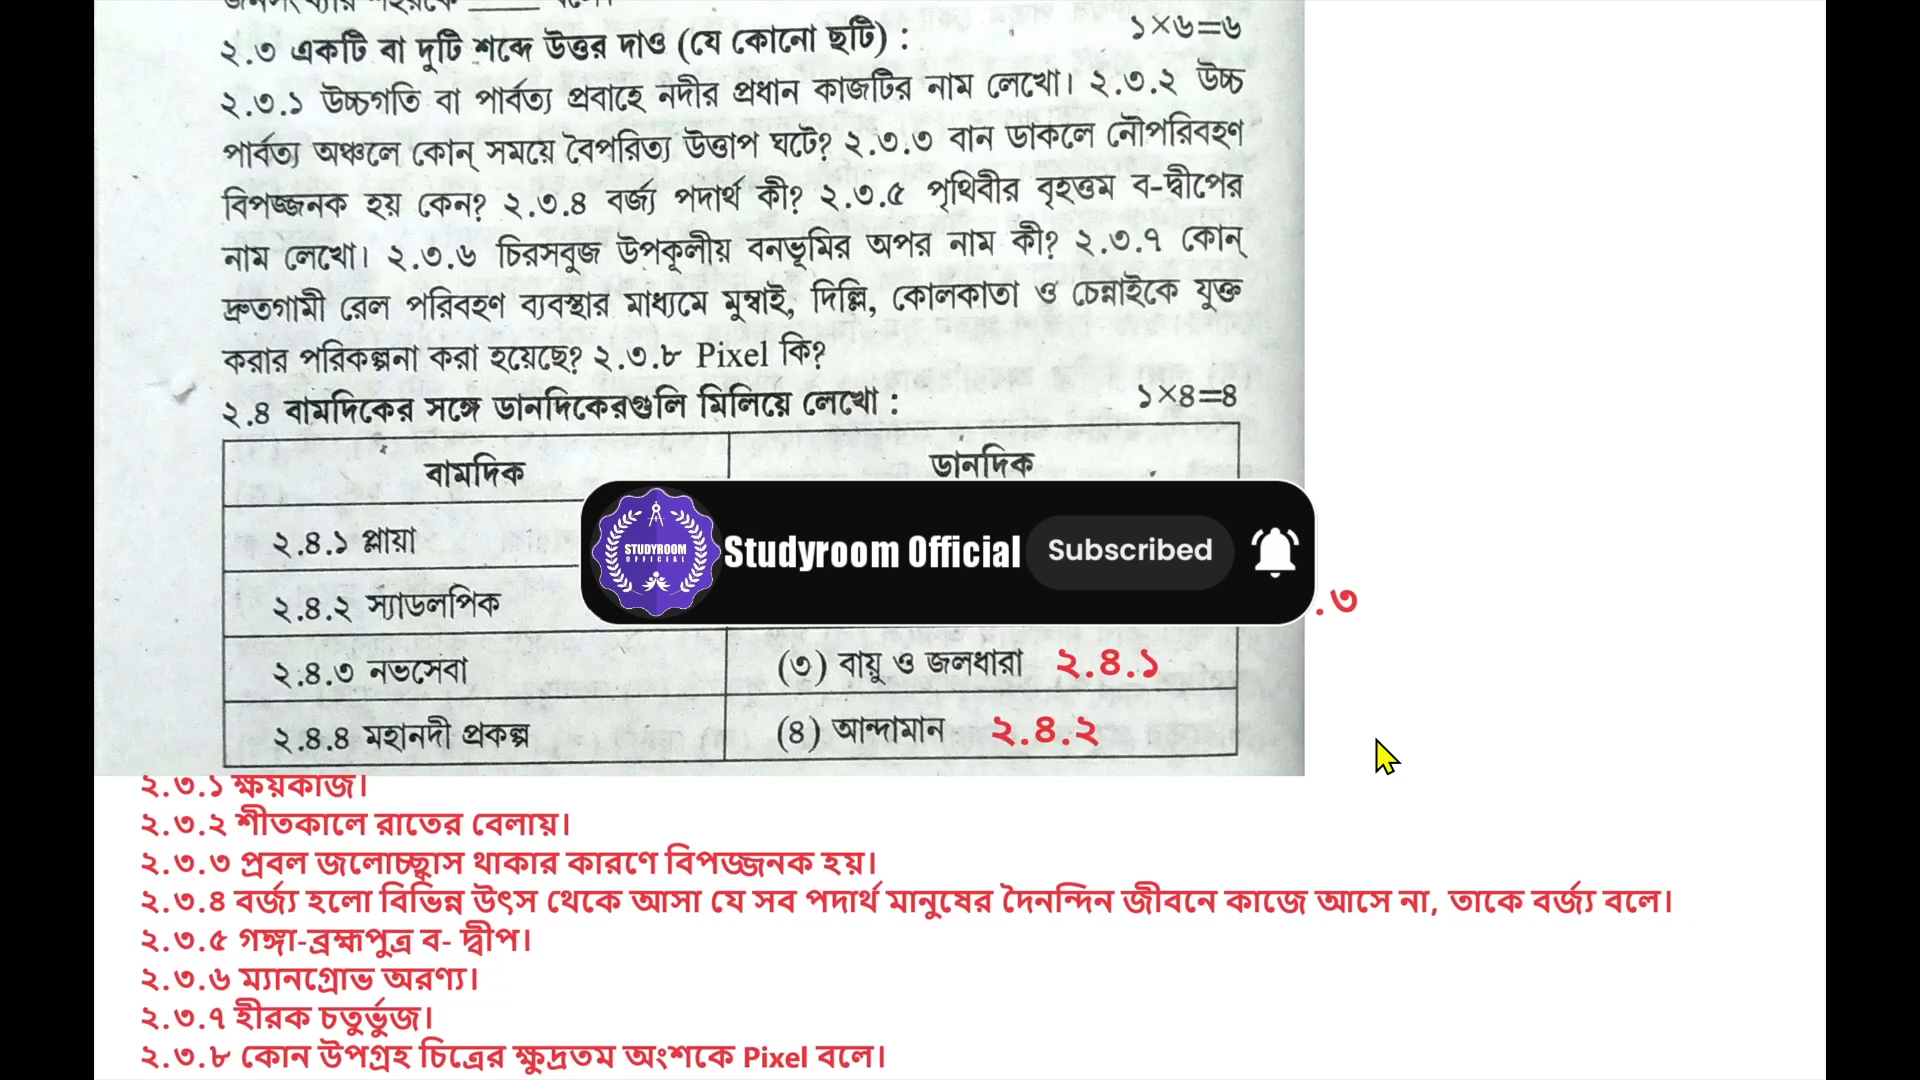 ২.৩ একটি বা দুটি শব্দে উত্তর দাও (যে কোনো ছটি) : ১×৬=৬
২.৩.১ উচ্চগতি বা পার্বত্য প্রবাহে নদীর প্রধান কাজটির নাম লেখো। ২.৩.২ উচ্চ
পার্বত্য অঞ্চলে কোন্ সময়ে বৈপরিত্য উত্তাপ ঘটে? ২.৩.৩ বান ডাকলে নৌপরিবহণ
বিপজ্জনক হয় কেন? ২.৩.৪ বর্জ্য পদার্থ কী? ২.৩.৫ পৃথিবীর বৃহত্তম ব-দ্বীপের
নাম লেখো। ২.৩.৬ চিরসবুজ উপকূলীয় বনভূমির অপর নাম কী? ২.৩.৭ কোন্
দ্রুতগামী রেল পরিবহণ ব্যবস্থার মাধ্যমে মুম্বাই, দিল্লি, কোলকাতা ও চেন্নাইকে যুক্ত
করার পরিকল্পনা করা হয়েছে? ২.৩.৮ Pixel কি?
২.৪ বামদিকের সঙ্গে ডানদিকেরগুলি মিলিয়ে লেখো : ১×৪=৪
বামদিক ডানদিক
২.৪.১ প্লায়া
STUDYROOM OFFICIAL Studyroom Official Subscribed
২.৪.২ স্যাডলপিক .৩
২.৪.৩ নভসেবা (৩) বায়ু ও জলধারা ২.৪.১
২.৪.৪ মহানদী প্রকল্প (৪) আন্দামান ২.৪.২
২.৩.১ ক্ষয়কাজ।
২.৩.২ শীতকালে রাতের বেলায়।
২.৩.৩ প্রবল জলোচ্ছ্বাস থাকার কারণে বিপজ্জনক হয়।
২.৩.৪ বর্জ্য হলো বিভিন্ন উৎস থেকে আসা যে সব পদার্থ মানুষের দৈনন্দিন জীবনে কাজে আসে না, তাকে বর্জ্য বলে।
২.৩.৫ গঙ্গা-ব্রহ্মপুত্র ব- দ্বীপ।
২.৩.৬ ম্যানগ্রোভ অরণ্য।
২.৩.৭ হীরক চতুর্ভুজ।
২.৩.৮ কোন উপগ্রহ চিত্রের ক্ষুদ্রতম অংশকে Pixel বলে।